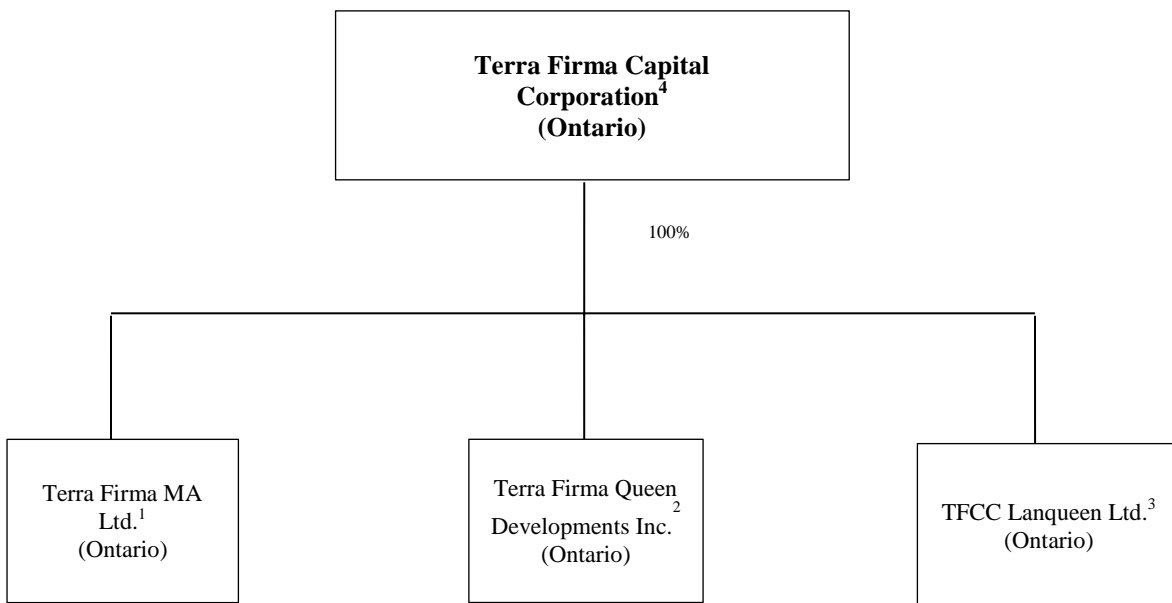 Terra Firma Capital
Corporation4
(Ontario)
100%
Terra Firma MA
Ltd.1
(Ontario)
Terra Firma Queen
Developments Inc.2
(Ontario)
TFCC Lanqueen Ltd.3
(Ontario)